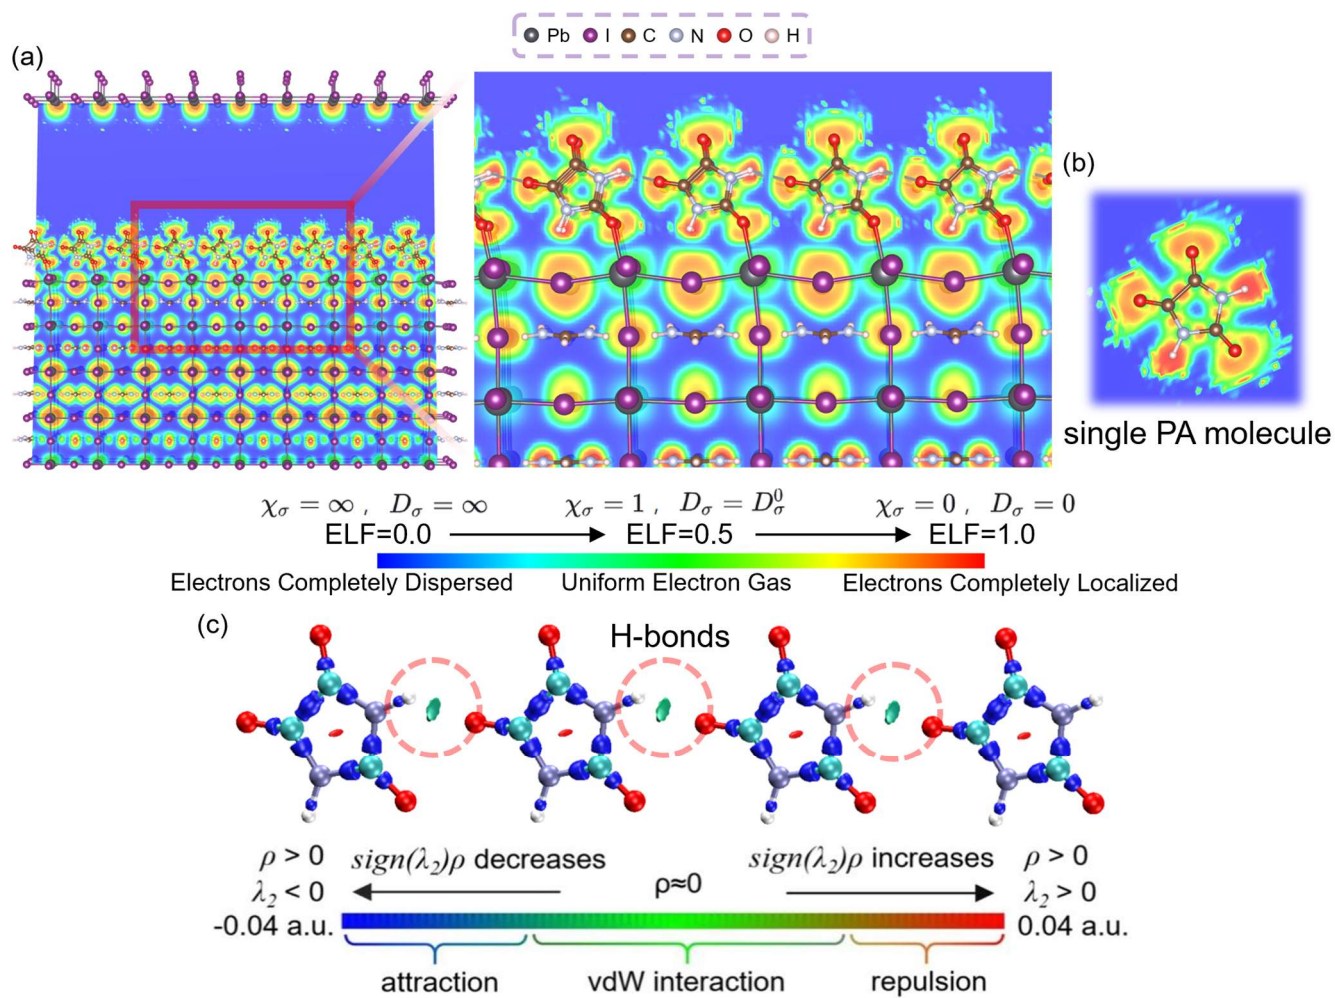 Pb I C N O H
(a)
(b)
single PA molecule
χσ = ∞ , Dσ = ∞ χσ = 1 , Dσ = Dσ⁰ χσ = 0 , Dσ = 0
ELF=0.0 ELF=0.5 ELF=1.0
Electrons Completely Dispersed Uniform Electron Gas Electrons Completely Localized
(c)
H-bonds
ρ > 0 sign(λ₂)ρ decreases sign(λ₂)ρ increases ρ > 0
λ₂ < 0 ρ≈0 λ₂ > 0
-0.04 a.u. 0.04 a.u.
attraction vdW interaction repulsion